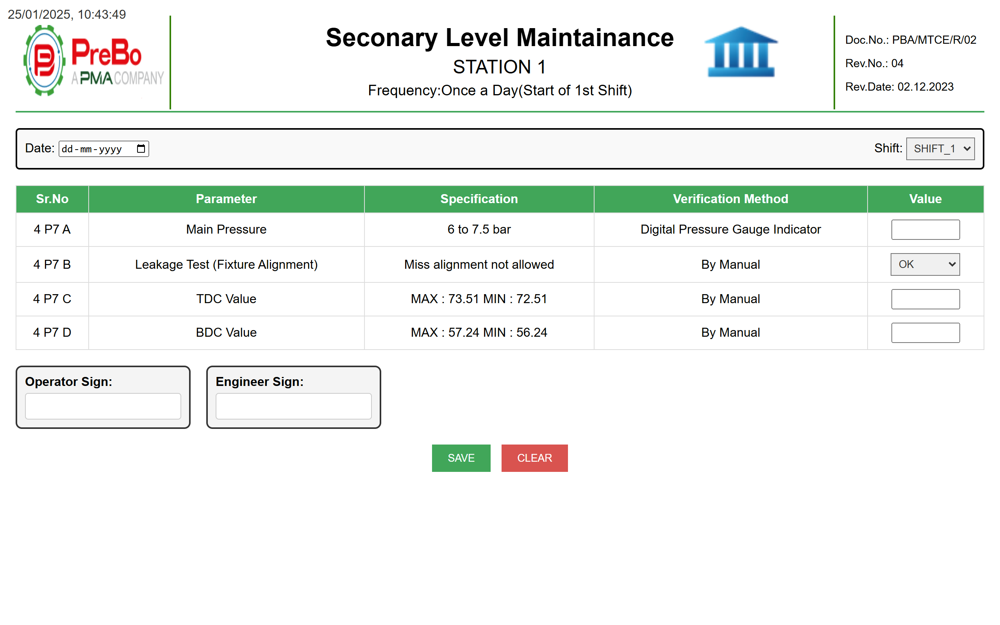 25/01/2025, 10:43:49
PreBo
A PMA COMPANY
Seconary Level Maintainance
STATION 1
Frequency:Once a Day(Start of 1st Shift)
Doc.No.: PBA/MTCE/R/02
Rev.No.: 04
Rev.Date: 02.12.2023
Date: dd-mm-yyyy Shift: SHIFT_1
Sr.No Parameter Specification Verification Method Value
4 P7 A Main Pressure 6 to 7.5 bar Digital Pressure Gauge Indicator
4 P7 B Leakage Test (Fixture Alignment) Miss alignment not allowed By Manual OK
4 P7 C TDC Value MAX : 73.51 MIN : 72.51 By Manual
4 P7 D BDC Value MAX : 57.24 MIN : 56.24 By Manual
Operator Sign: Engineer Sign:
SAVE CLEAR